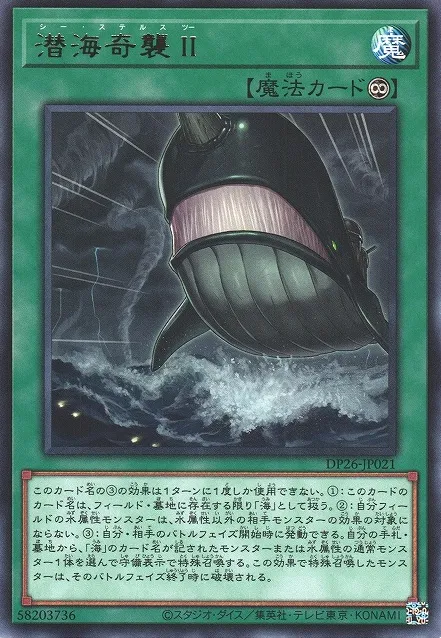 シー・ステルスツー
潜海奇襲Ⅱ
魔
まほう
【魔法カード】
DP26-JP021
このカード名の③の効果は1ターンに1度しか使用できない。①:このカードの
カード名は、フィールド・墓地に存在する限り「海」として扱う。②:自分フィー
ルドの水属性モンスターは、水属性以外の相手モンスターの効果の対象に
ならない。③:自分・相手のバトルフェイズ開始時に発動できる。自分の手札・
墓地から、「海」のカード名が記されたモンスターまたは水属性の通常モン
スター1体を選んで守備表示で特殊召喚する。この効果で特殊召喚したモン
スターは、そのバトルフェイズ終了時に破壊される。
58203736
©スタジオ・ダイス/集英社・テレビ東京・KONAMI